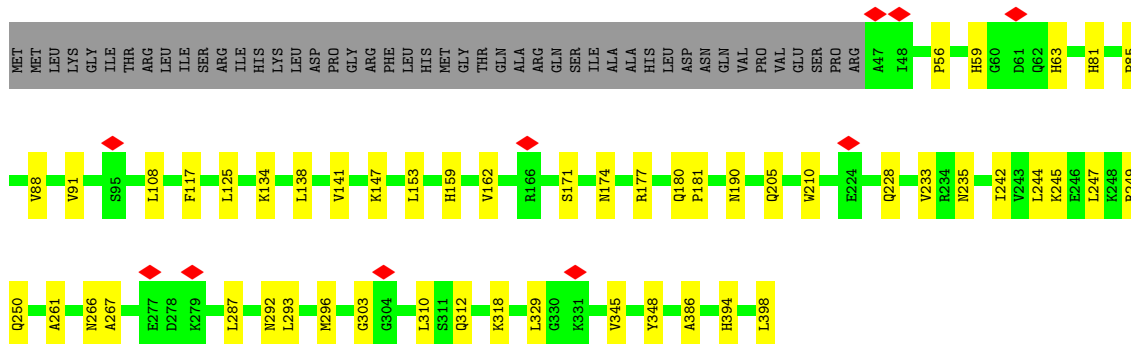 MET MET LEU LYS GLY ILE THR ARG LEU ILE SER ARG ILE HIS LYS LEU ASP PRO GLY ARG PHE LEU HIS MET GLY THR GLN ALA ARG GLN SER ILE ALA ALA HIS LEU ASP ASN GLN VAL PRO VAL GLU SER PRO ARG A47 I48 P56 H59 G60 D61 Q62 H63 H81 R85
V88 V91 S95 L108 F117 L125 K134 L138 V141 K147 L153 H159 V162 R166 S171 N174 R177 Q180 P181 N190 Q205 W210 E224 Q228 V233 R234 N235 I242 V243 L244 K245 E246 L247 K248 R249
Q250 A261 N266 A267 E277 D278 K279 L287 N292 L293 M296 G303 G304 L310 S311 Q312 K318 L329 G330 K331 V345 Y348 A386 H394 L398